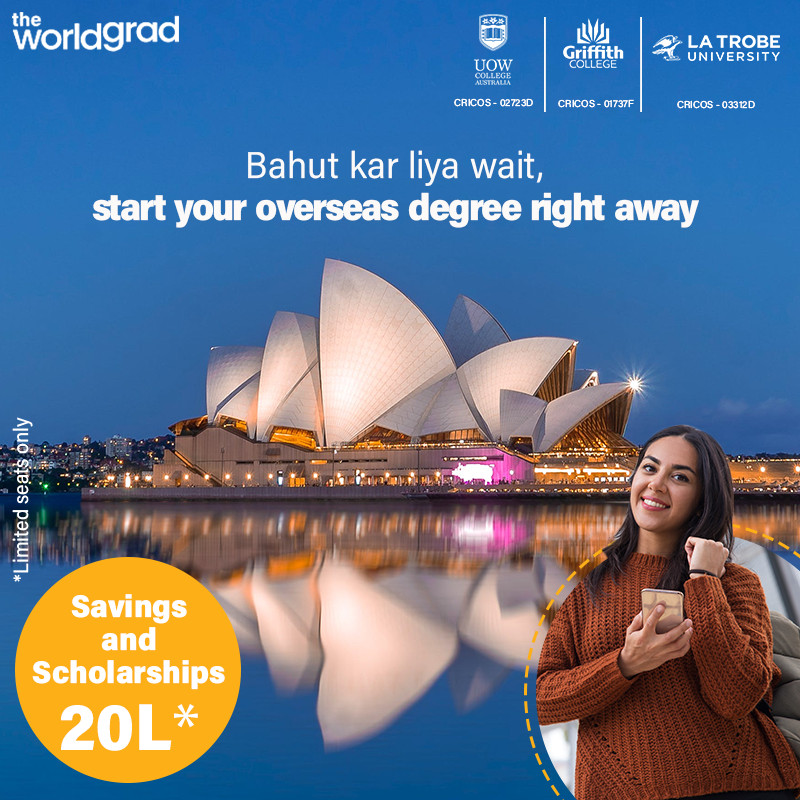 the
worldgrad
UOW
COLLEGE
AUSTRALIA
CRICOS - 02723D
Griffith
COLLEGE
CRICOS - 01737F
LA TROBE
UNIVERSITY
CRICOS - 03312D
Bahut kar liya wait,
start your overseas degree right away
*Limited seats only
Savings
and
Scholarships
20L*